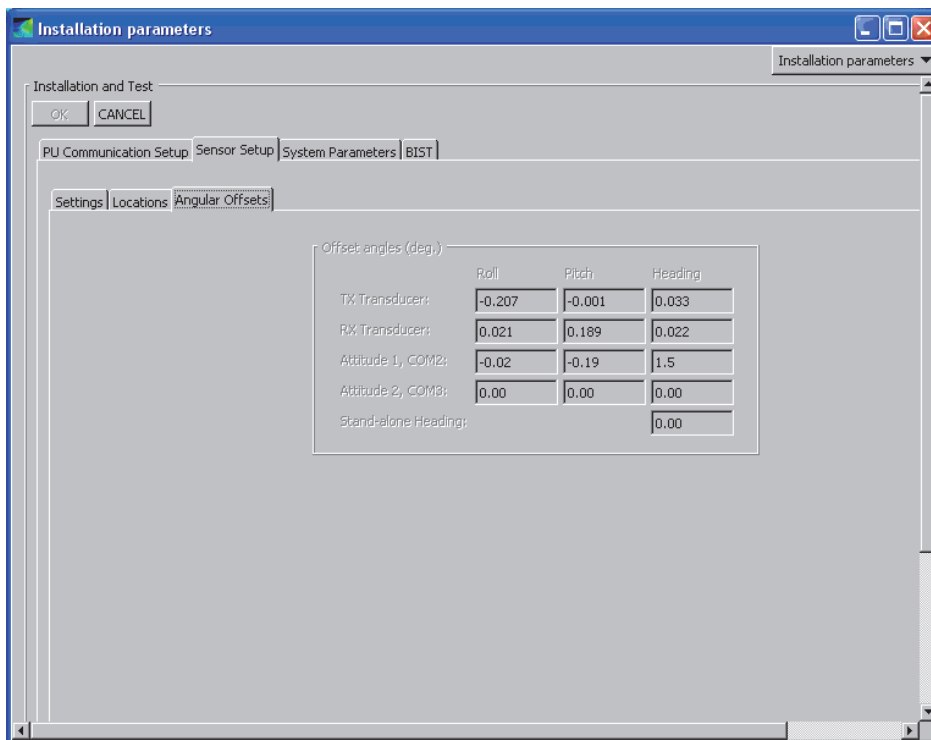 Installation parameters
Installation parameters
Installation and Test
OK CANCEL
PU Communication Setup Sensor Setup System Parameters BIST
Settings Locations Angular Offsets
Offset angles (deg.)
Roll Pitch Heading
TX Transducer: -0.207 -0.001 0.033
RX Transducer: 0.021 0.189 0.022
Attitude 1, COM2: -0.02 -0.19 1.5
Attitude 2, COM3: 0.00 0.00 0.00
Stand-alone Heading: 0.00